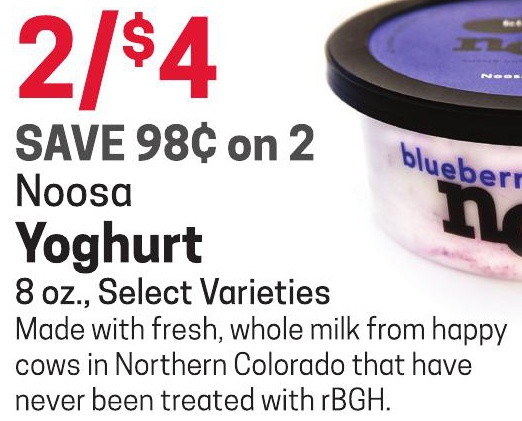 2/$4
SAVE 98¢ on 2
Noosa
Yoghurt
8 oz., Select Varieties
Made with fresh, whole milk from happy
cows in Northern Colorado that have
never been treated with rBGH.